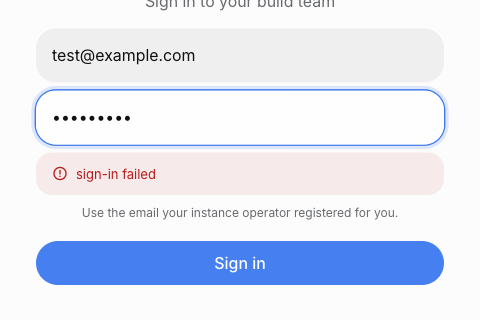 Sign in to your build team
test@example.com
•••••••••
sign-in failed
Use the email your instance operator registered for you.
Sign in